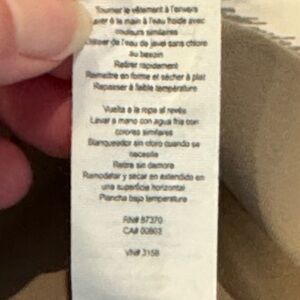 Tourner le vêtement à l'envers
Laver à la main à l'eau froide avec
couleurs similaires
Utiliser de l'eau de javel sans chlore
au besoin
Retirer rapidement
Remettre en forme et sécher à plat
Repasser à faible température
Vuelta a la ropa al revés
Lavar a mano con agua fria con
colores similares
Blanqueador sin cloro cuando se
necesite
Retire sin demora
Remodelar y secar en extendido en
una superficie horizontal
Plancha baja temperatura
RN# 87370
CA# 00803
VN# 3158